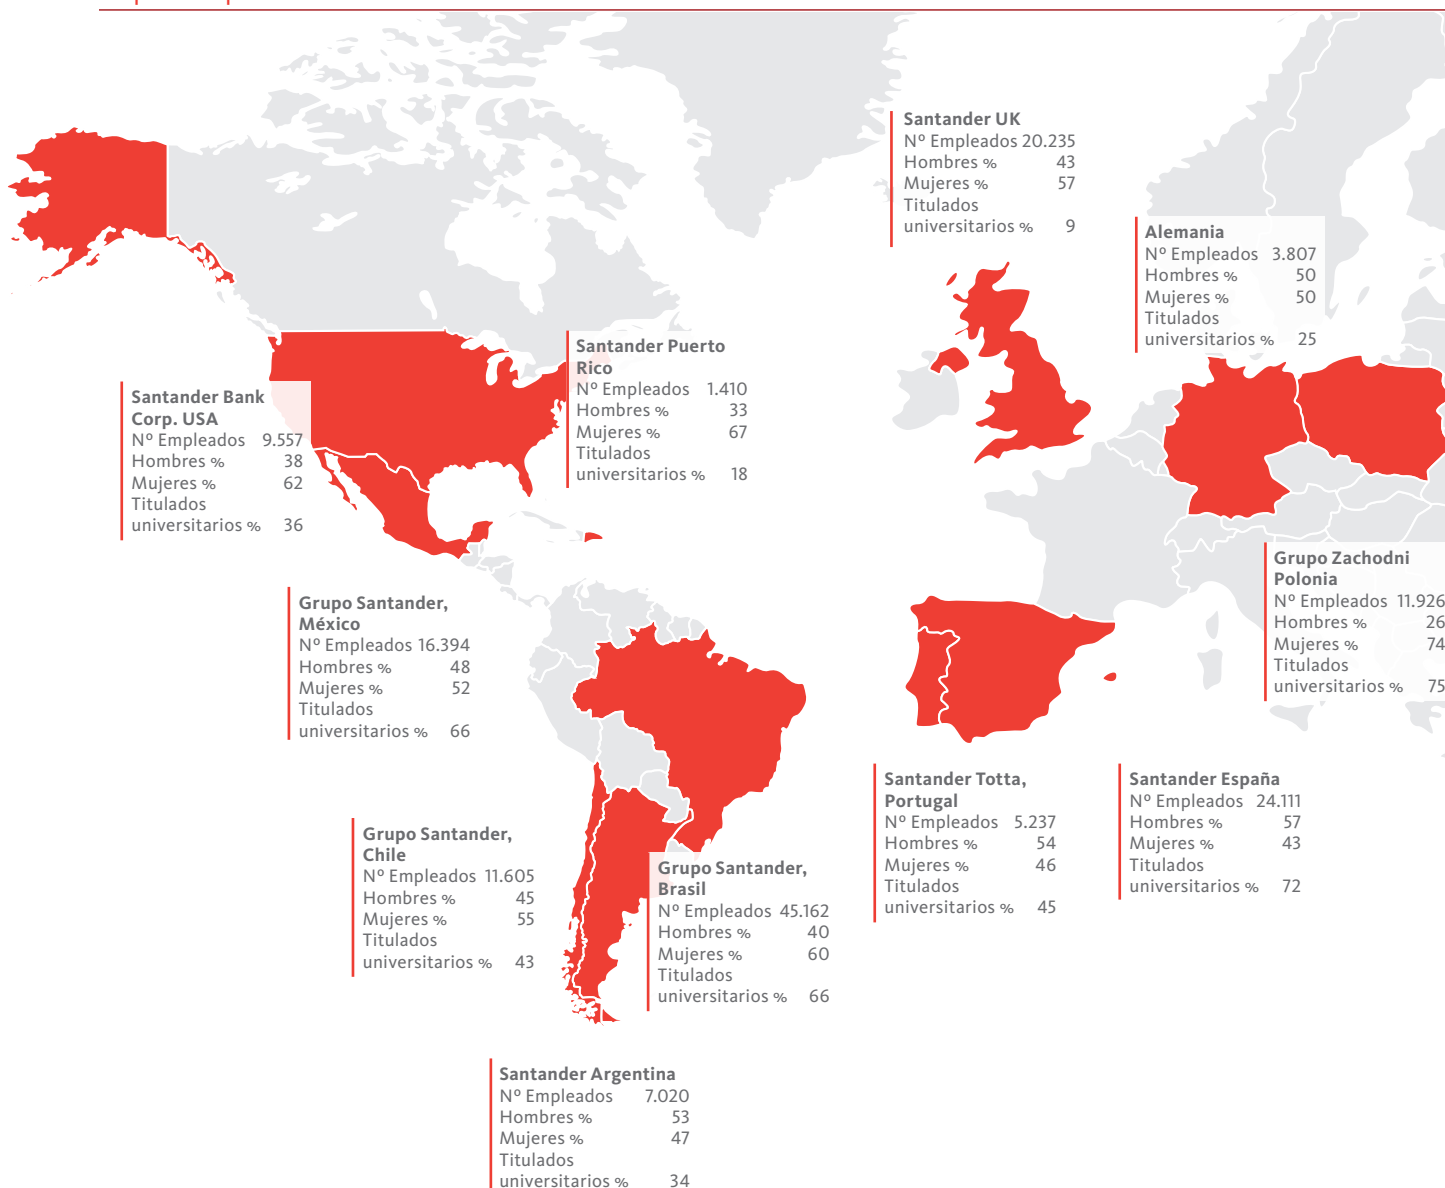 Santander UK
Nº Empleados 20.235
Hombres % 43
Mujeres % 57
Titulados
universitarios % 9
Alemania
Nº Empleados 3.807
Hombres % 50
Mujeres % 50
Titulados
universitarios % 25
Santander Puerto
Rico
Nº Empleados 1.410
Hombres % 33
Mujeres % 67
Titulados
universitarios % 18
Santander Bank
Corp. USA
Nº Empleados 9.557
Hombres % 38
Mujeres % 62
Titulados
universitarios % 36
Grupo Zachodni
Polonia
Nº Empleados 11.926
Hombres % 26
Mujeres % 74
Titulados
universitarios % 75
Grupo Santander,
México
Nº Empleados 16.394
Hombres % 48
Mujeres % 52
Titulados
universitarios % 66
Santander Totta,
Portugal
Nº Empleados 5.237
Hombres % 54
Mujeres % 46
Titulados
universitarios % 45
Santander España
Nº Empleados 24.111
Hombres % 57
Mujeres % 43
Titulados
universitarios % 72
Grupo Santander,
Chile
Nº Empleados 11.605
Hombres % 45
Mujeres % 55
Titulados
universitarios % 43
Grupo Santander,
Brasil
Nº Empleados 45.162
Hombres % 40
Mujeres % 60
Titulados
universitarios % 66
Santander Argentina
Nº Empleados 7.020
Hombres % 53
Mujeres % 47
Titulados
universitarios % 34